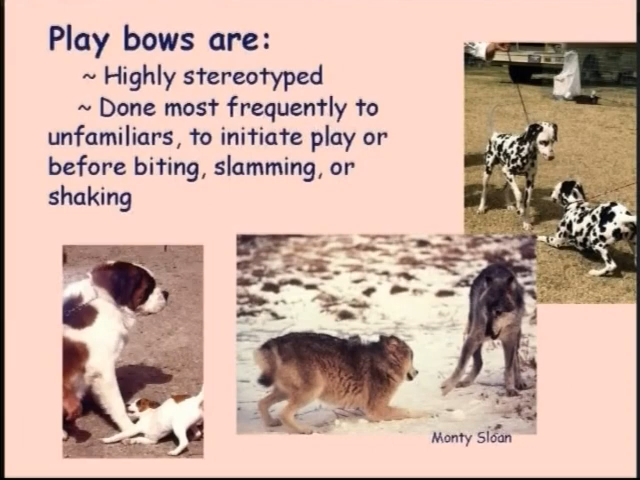 Play bows are:
~ Highly stereotyped
~ Done most frequently to
unfamiliars, to initiate play or
before biting, slamming, or
shaking
Monty Sloan